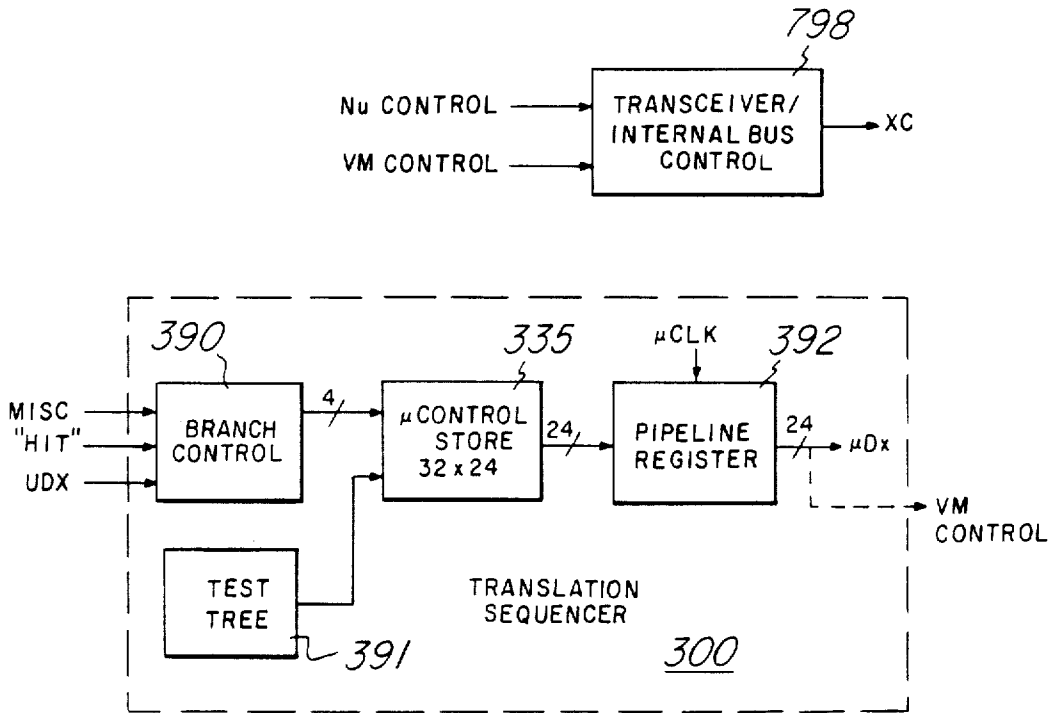 798
Nu CONTROL
VM CONTROL
TRANSCEIVER/
INTERNAL BUS
CONTROL
XC
390
335
μCLK
392
MISC
"HIT"
UDX
BRANCH
CONTROL
4
μCONTROL
STORE
32 x 24
24
PIPELINE
REGISTER
24
μDx
VM
CONTROL
TEST
TREE
391
TRANSLATION
SEQUENCER
300